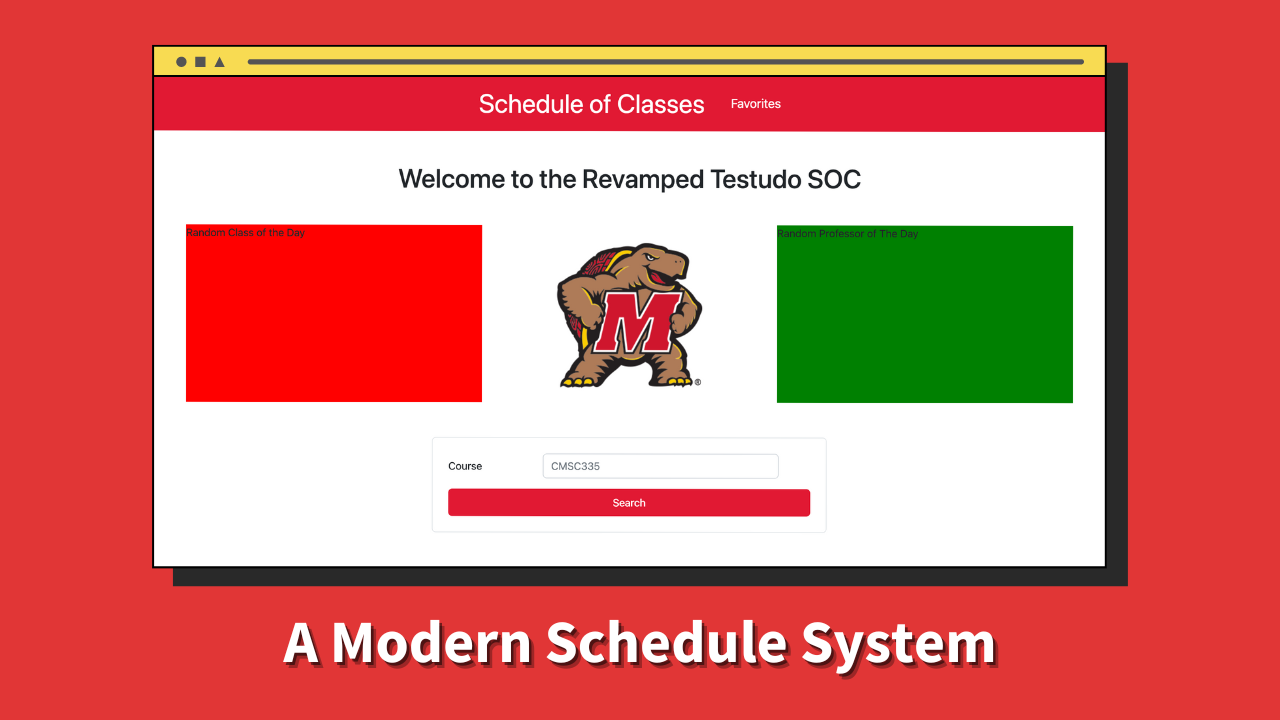 Schedule of Classes Favorites
Welcome to the Revamped Testudo SOC
Random Class of the Day
Random Professor of The Day
M
®
Course CMSC335
Search
A Modern Schedule System